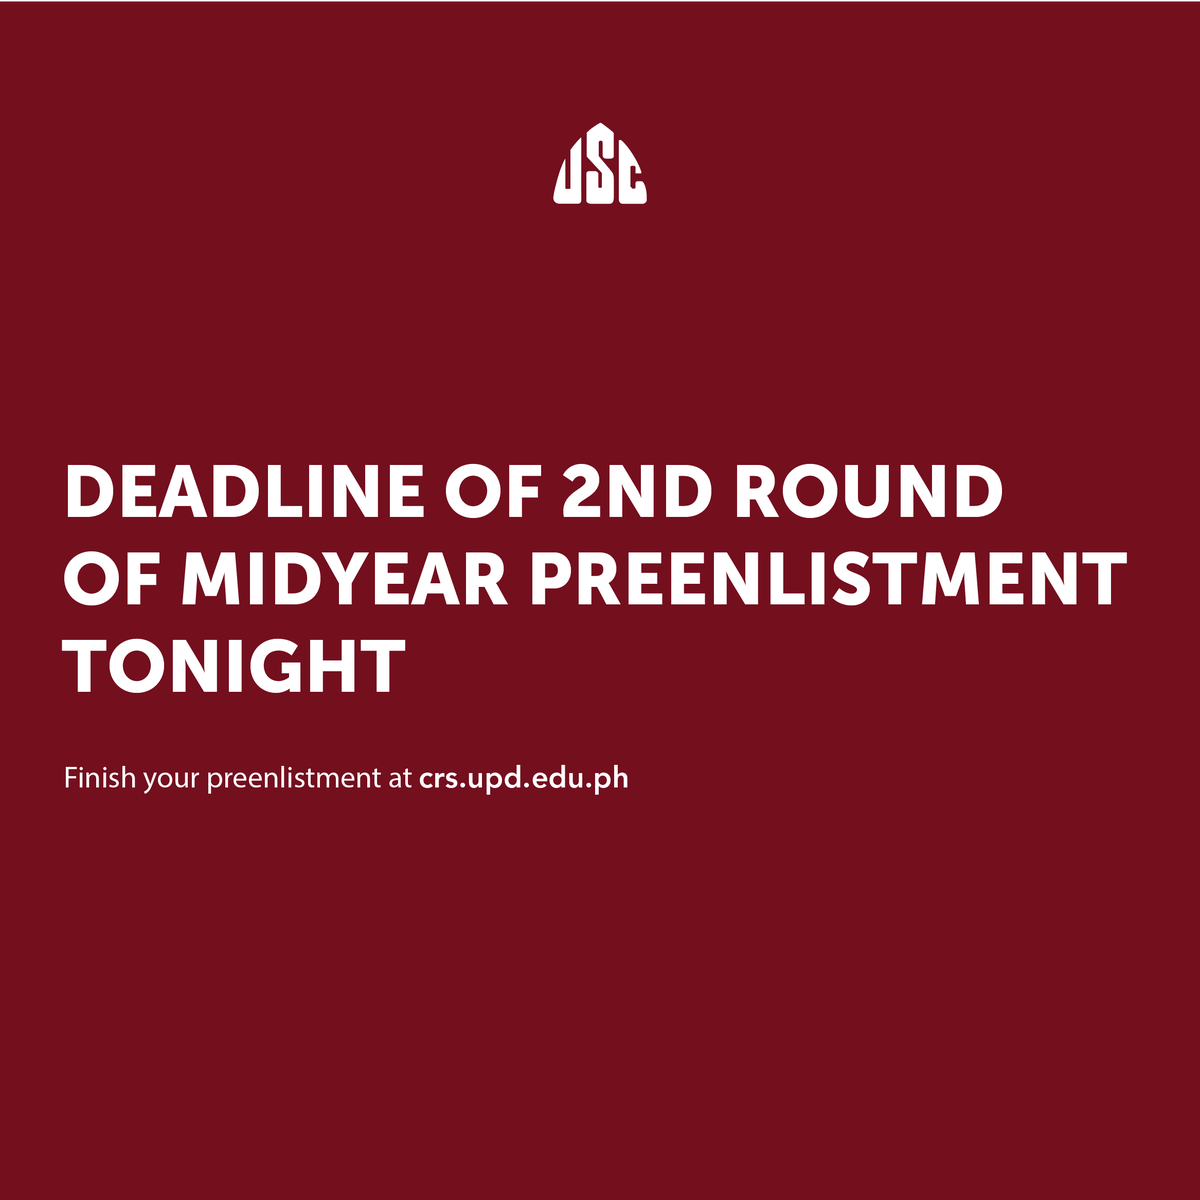 USC
DEADLINE OF 2ND ROUND
OF MIDYEAR PREENLISTMENT
TONIGHT
Finish your preenlistment at crs.upd.edu.ph